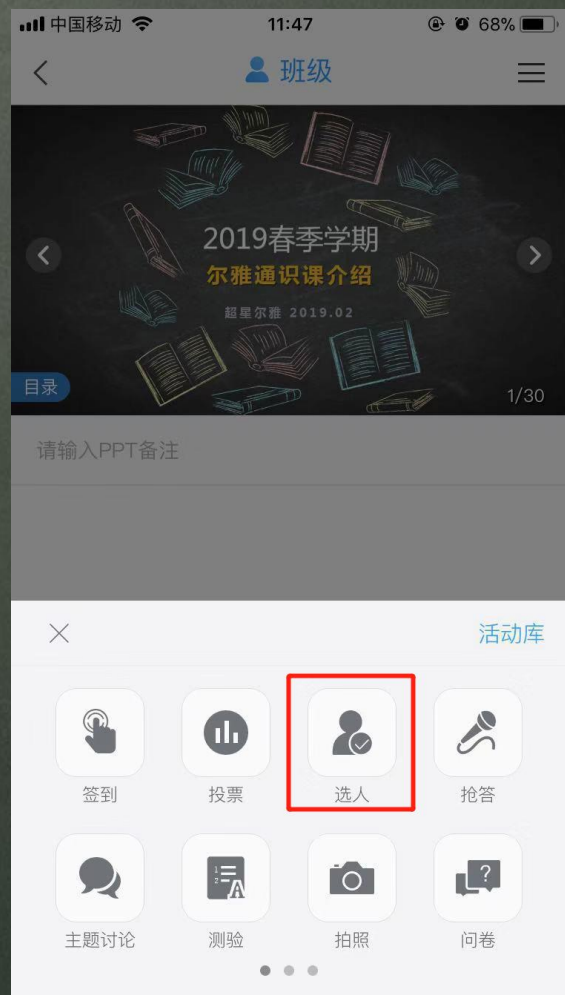 中国移动 11:47 68%
班级
2019春季学期
尔雅通识课介绍
超星尔雅 2019.02
目录
1/30
请输入PPT备注
活动库
签到 投票 选人 抢答
主题讨论 测验 拍照 问卷